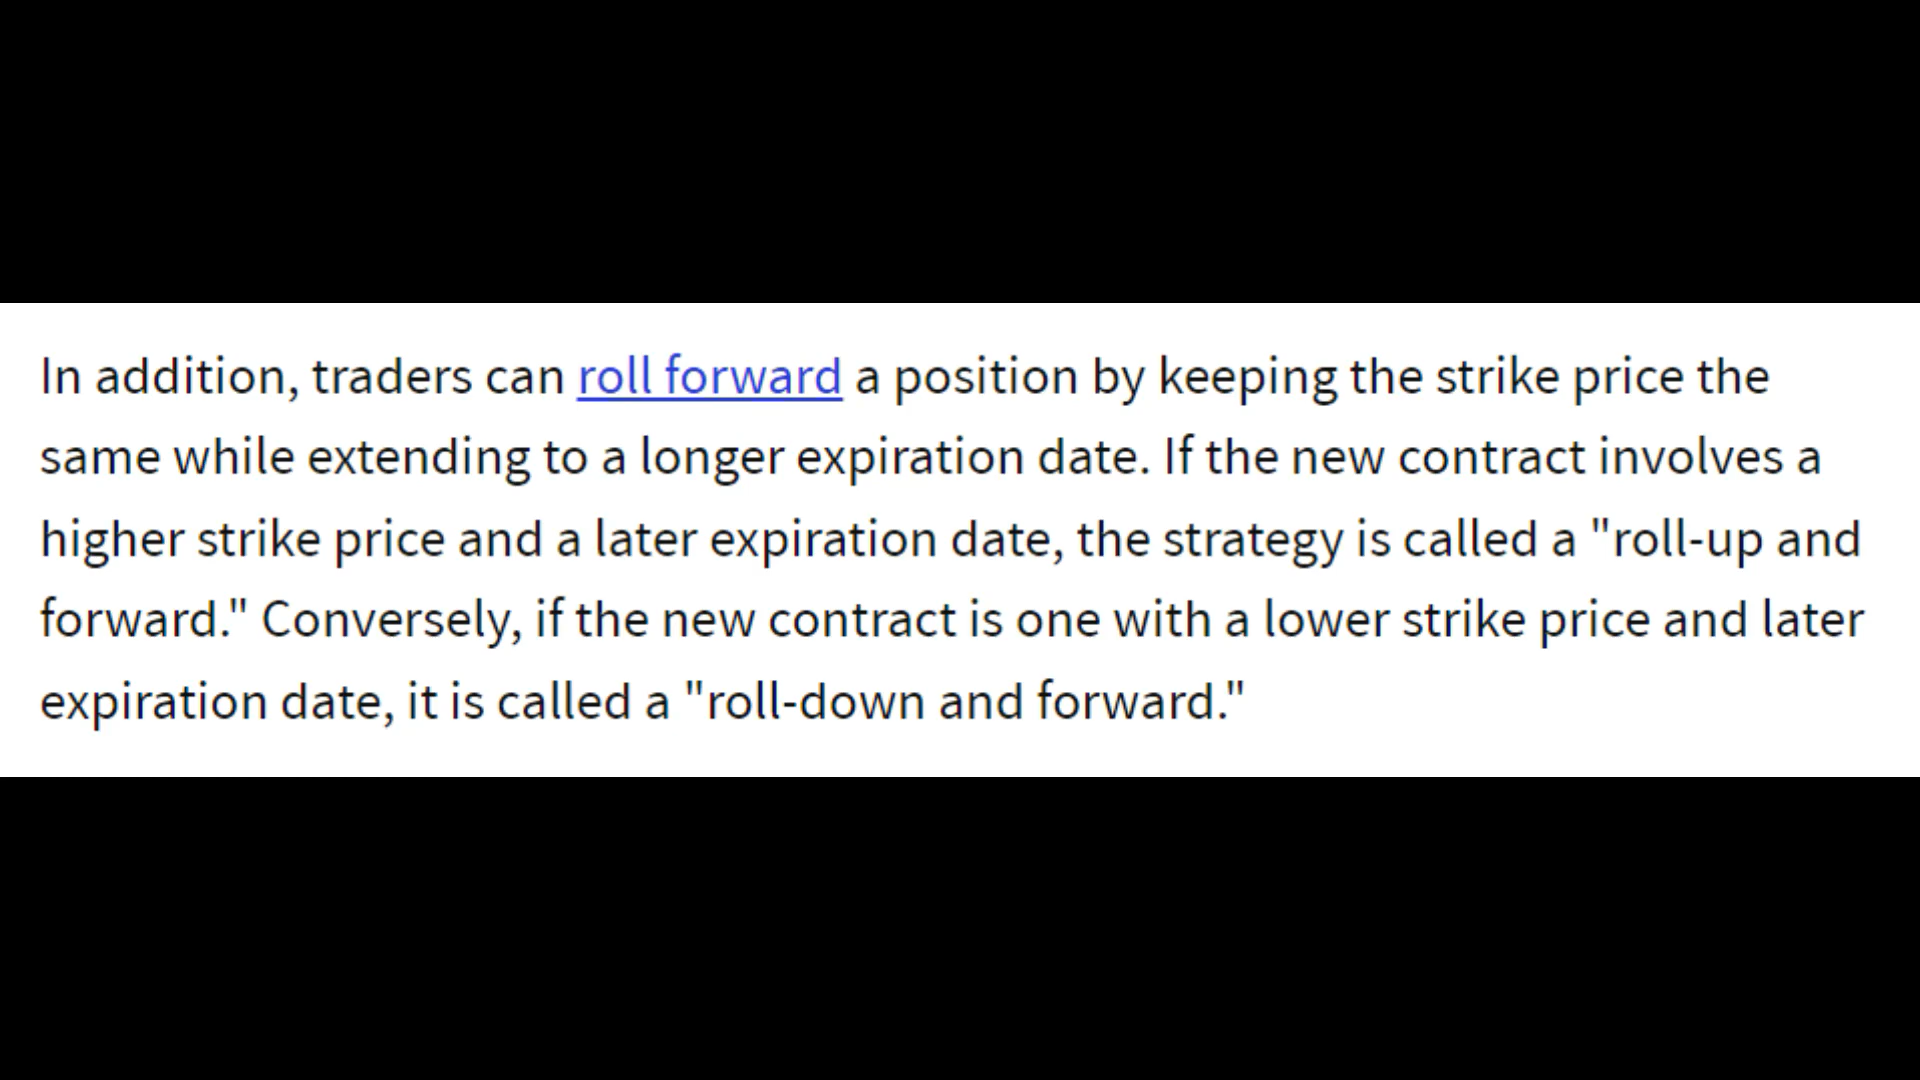 In addition, traders can roll forward a position by keeping the strike price the
same while extending to a longer expiration date. If the new contract involves a
higher strike price and a later expiration date, the strategy is called a "roll-up and
forward." Conversely, if the new contract is one with a lower strike price and later
expiration date, it is called a "roll-down and forward."